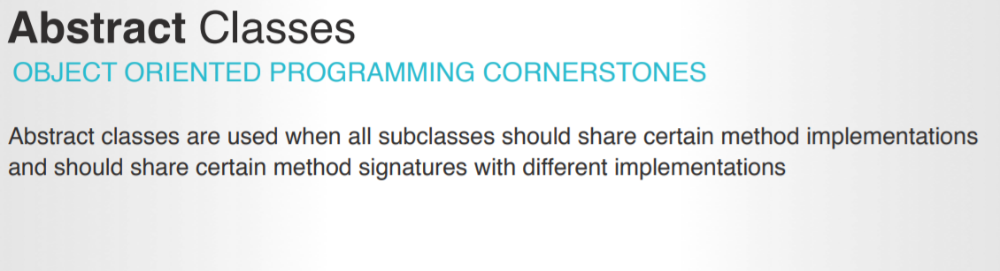 Abstract Classes
OBJECT ORIENTED PROGRAMMING CORNERSTONES
Abstract classes are used when all subclasses should share certain method implementations
and should share certain method signatures with different implementations